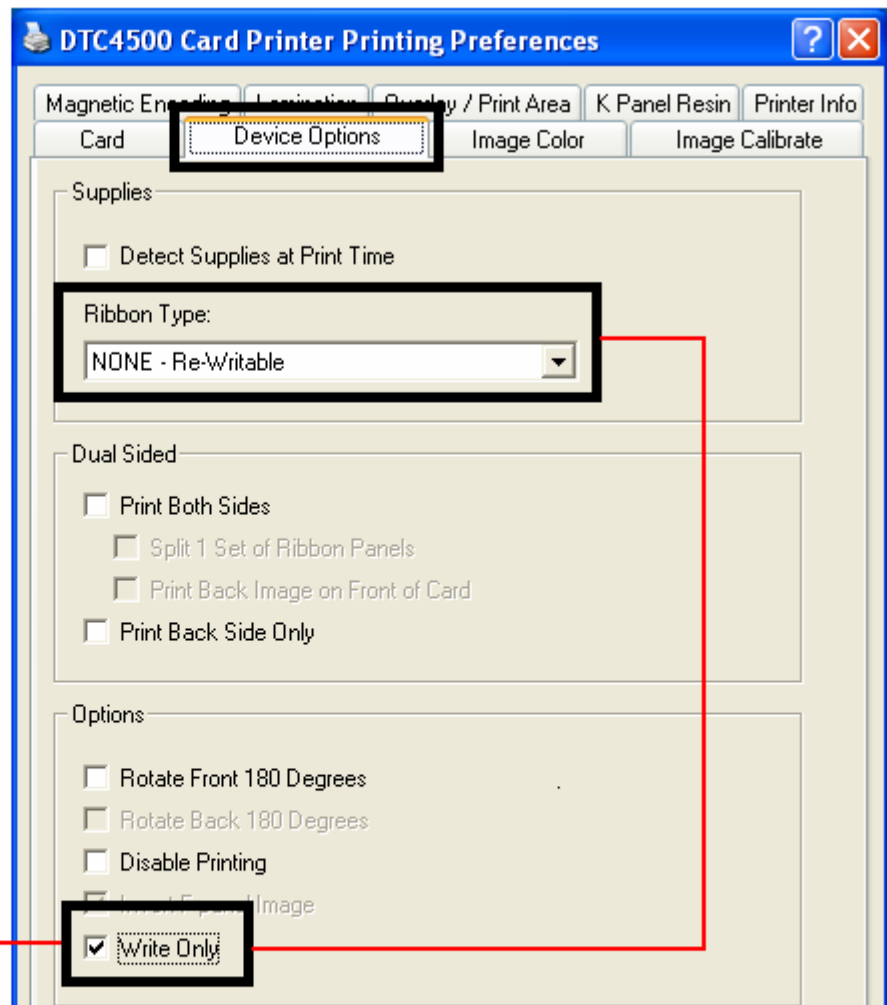 DTC4500 Card Printer Printing Preferences
Magnetic Encoding Lamination Overlay / Print Area K Panel Resin Printer Info
Card Device Options Image Color Image Calibrate
Supplies
Detect Supplies at Print Time
Ribbon Type:
NONE - Re-Writable
Dual Sided
Print Both Sides
Split 1 Set of Ribbon Panels
Print Back Image on Front of Card
Print Back Side Only
Options
Rotate Front 180 Degrees
Rotate Back 180 Degrees
Disable Printing
Image
Write Only